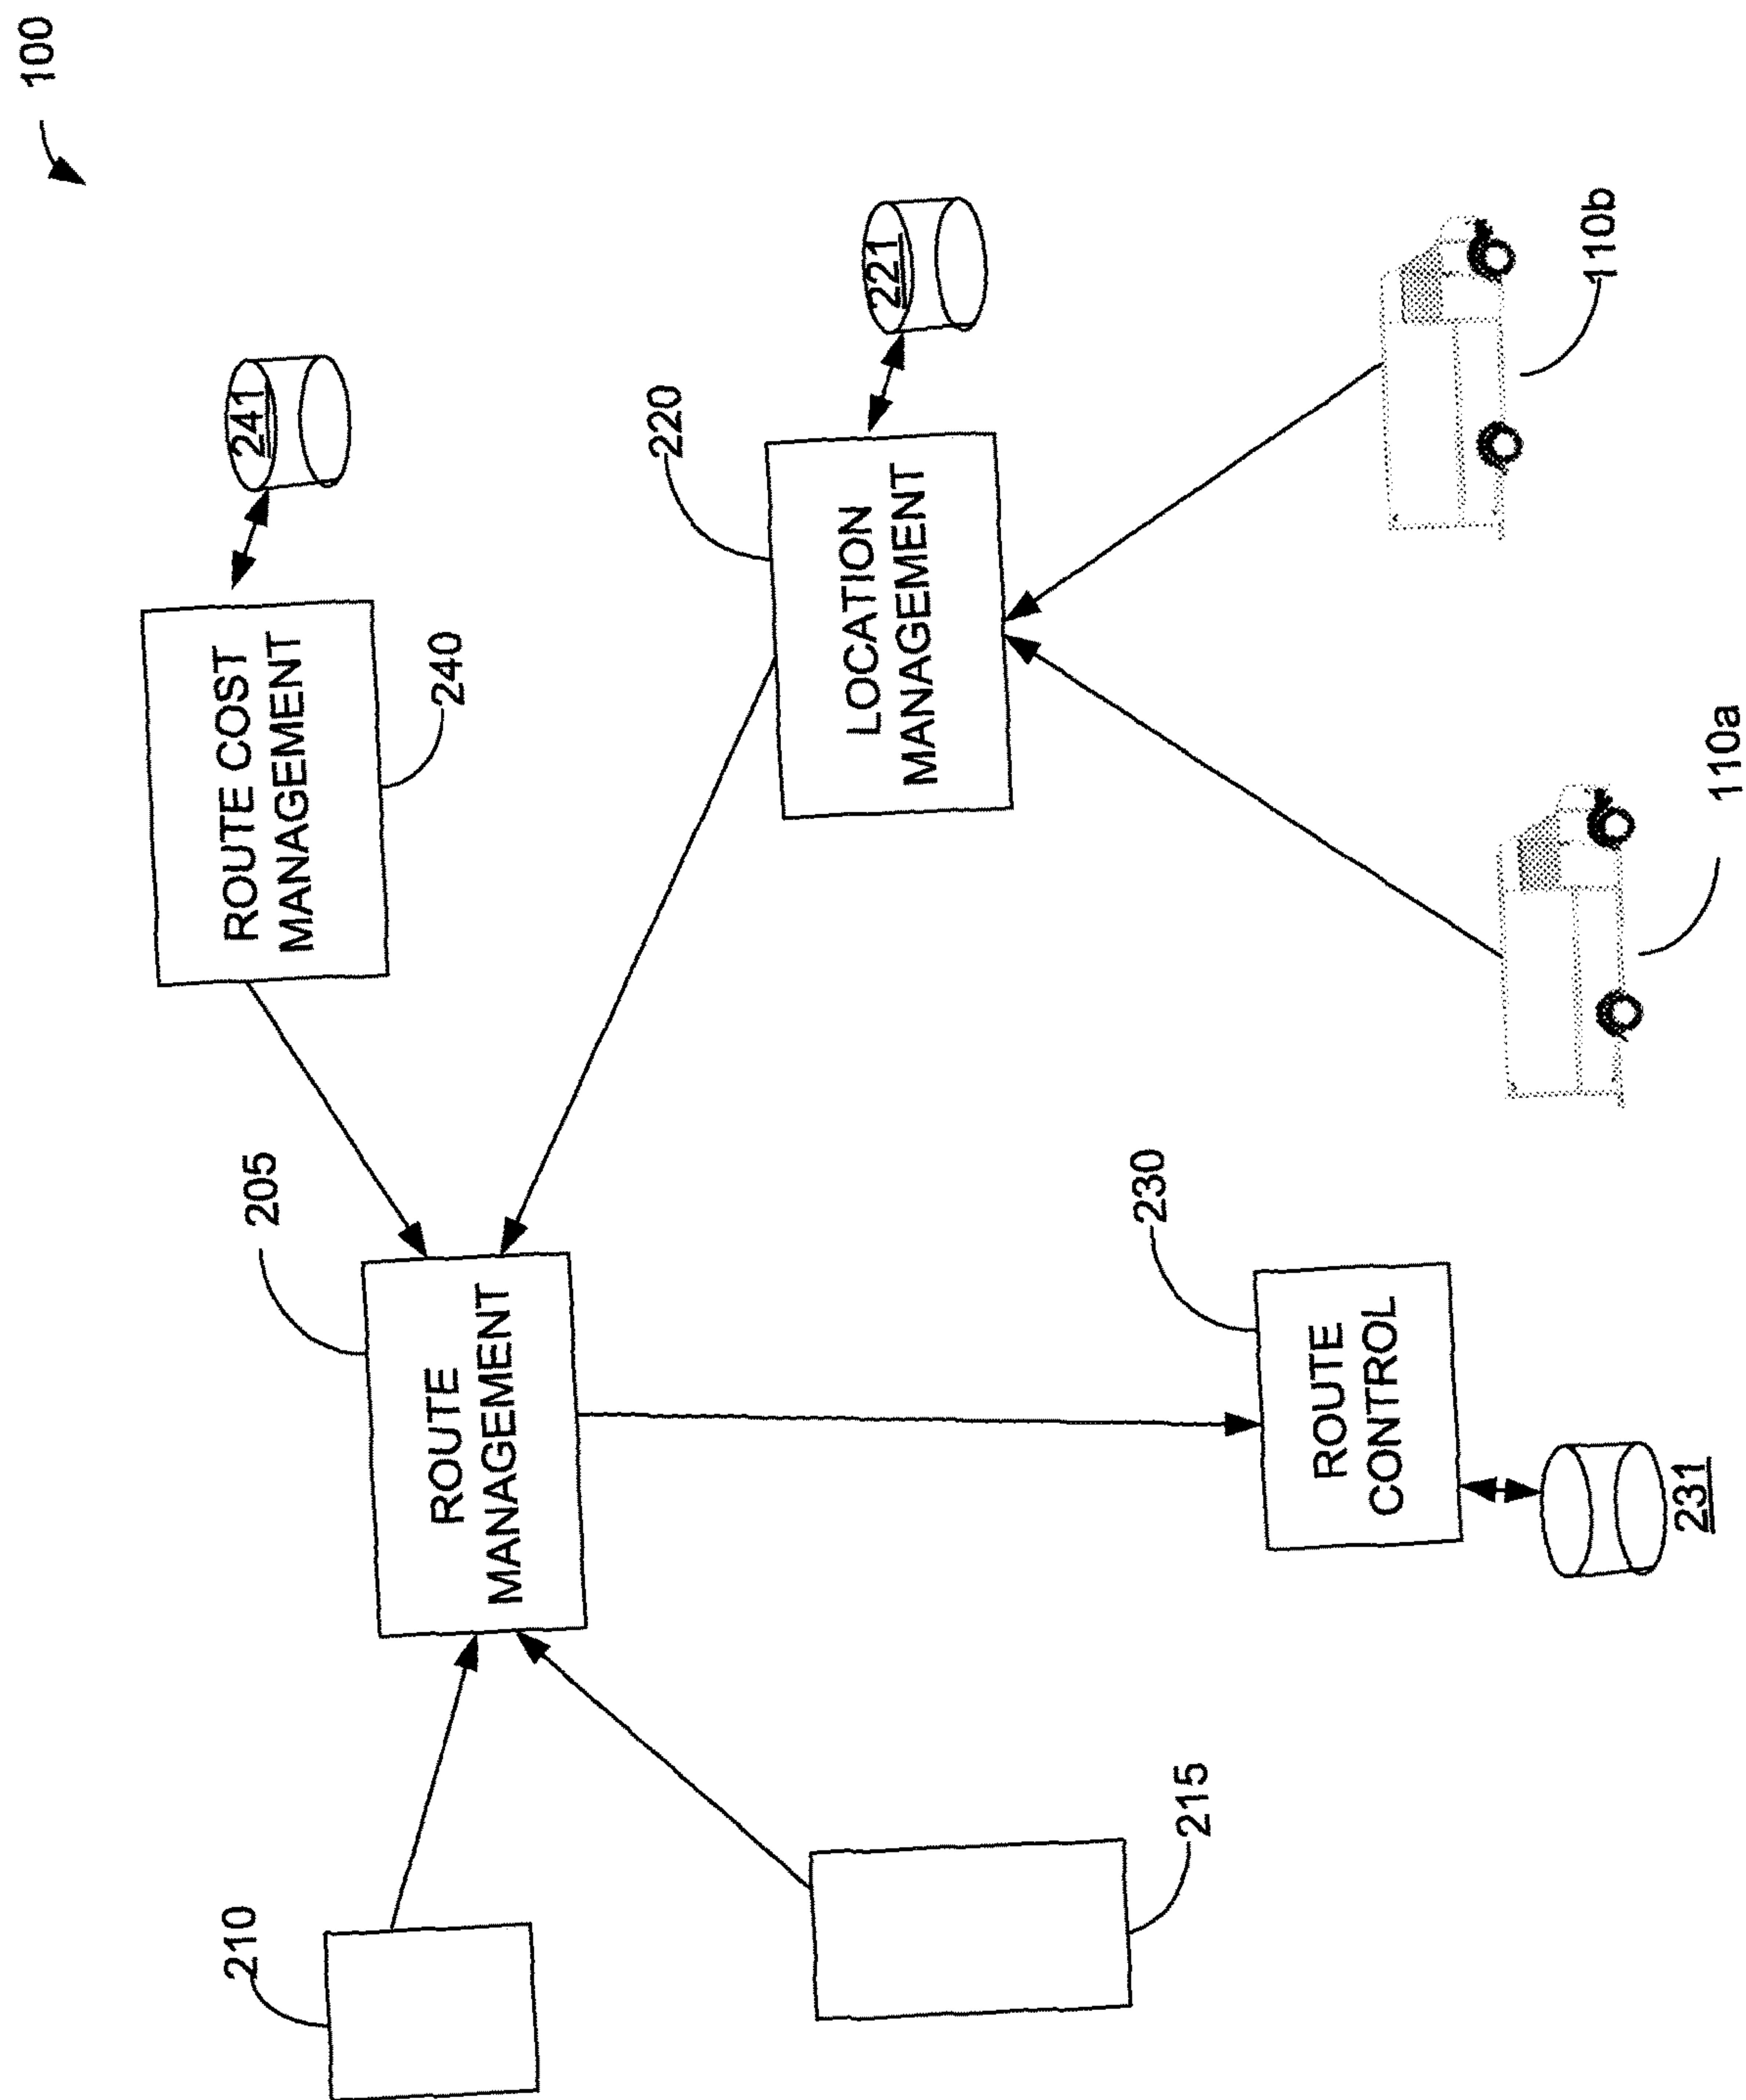 100
241
ROUTE COST
MANAGEMENT
240
221
220
LOCATION
MANAGEMENT
205
ROUTE
MANAGEMENT
210
215
230
ROUTE
CONTROL
231
110a
110b